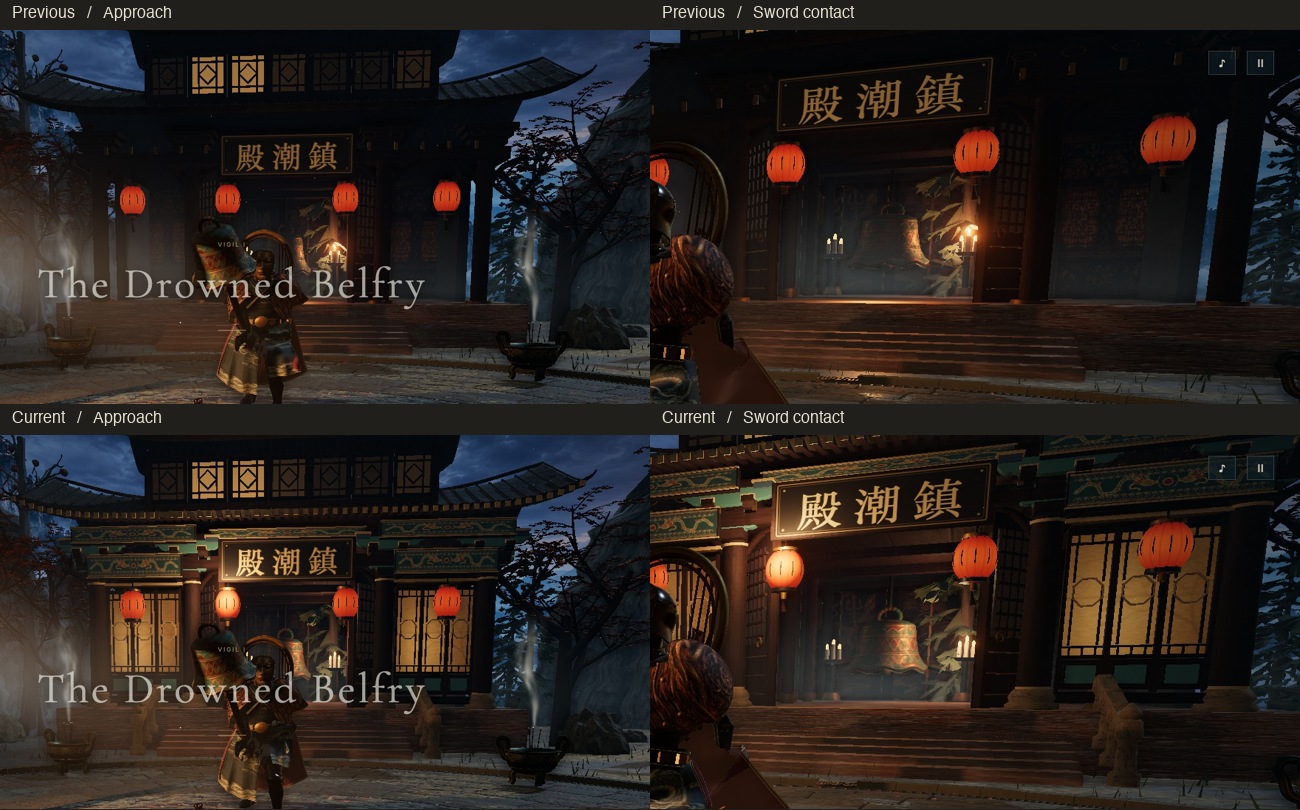 Previous / Approach
Previous / Sword contact
殿潮鎮
殿潮鎮
VIGIL I
The Drowned Belfry
Current / Approach
Current / Sword contact
殿潮鎮
殿潮鎮
VIGIL I
The Drowned Belfry